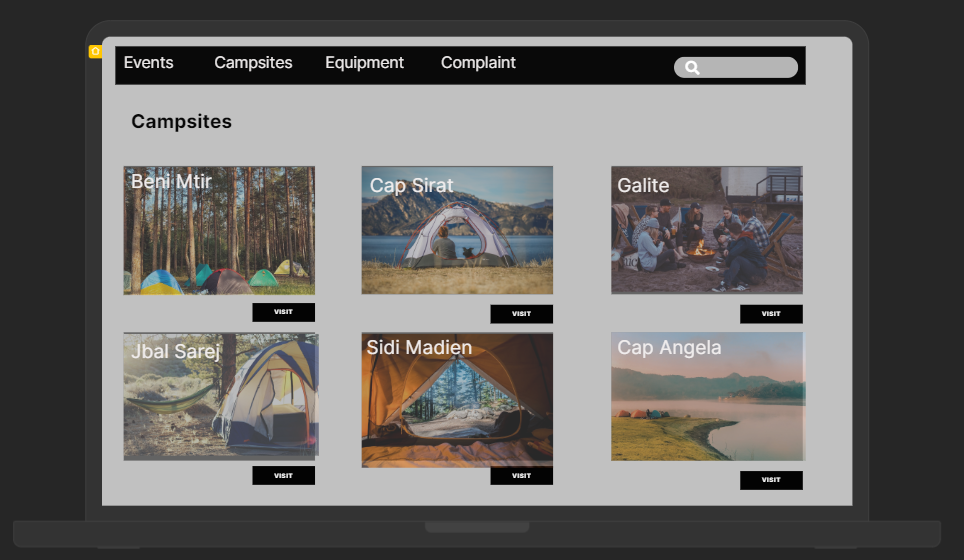 Events Campsites Equipment Complaint
Campsites
Beni Mtir Cap Sirat Galite
VISIT VISIT VISIT
Jbal Sarej Sidi Madien Cap Angela
VISIT VISIT VISIT